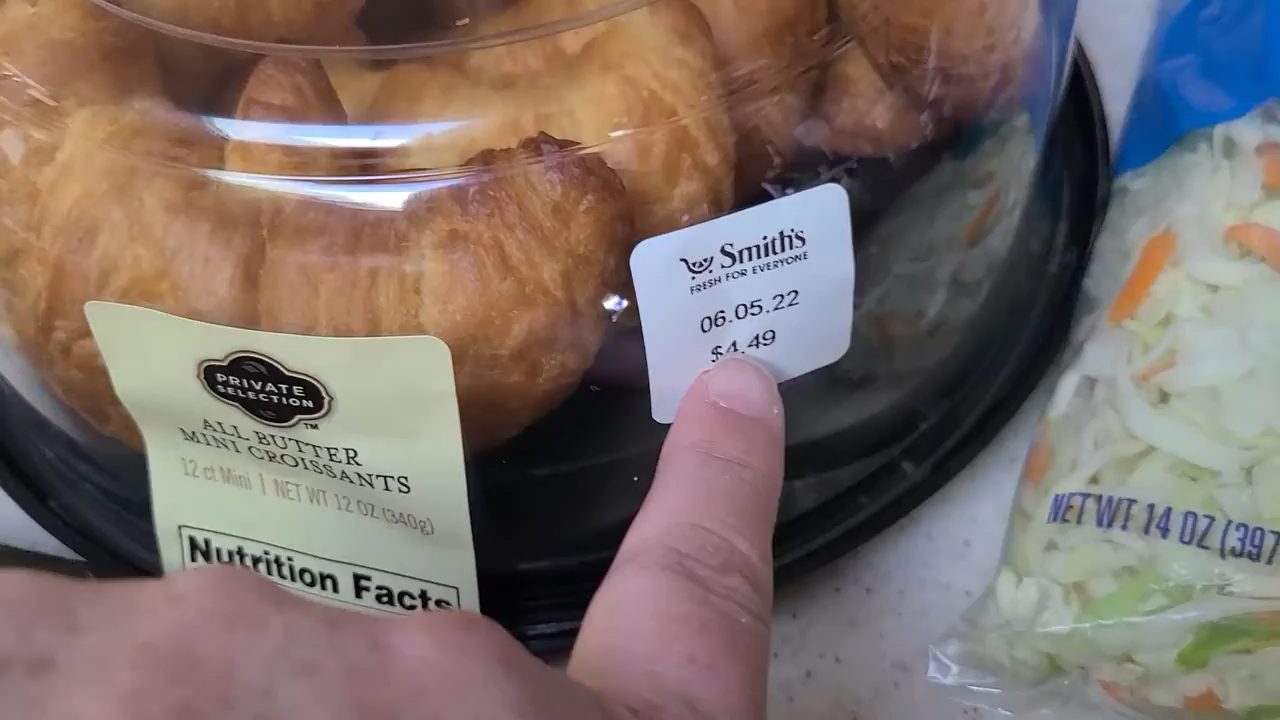 Smith's
FRESH FOR EVERYONE
06.05.22
$4.49
PRIVATE
SELECTION™
ALL BUTTER
MINI CROISSANTS
12 ct Mini | NET WT 12 OZ (340g)
Nutrition Facts
NET WT 14 OZ (397